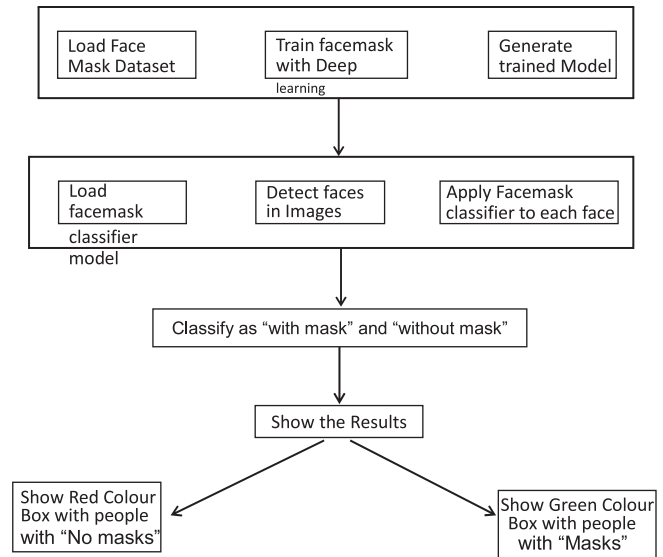 Load Face
Mask Dataset
Train facemask
with Deep
learning
Generate
trained Model
Load
facemask
classifier
model
Detect faces
in Images
Apply Facemask
classifier to each face
Classify as “with mask” and “without mask”
Show the Results
Show Red Colour
Box with people
with “No masks”
Show Green Colour
Box with people
with “Masks”